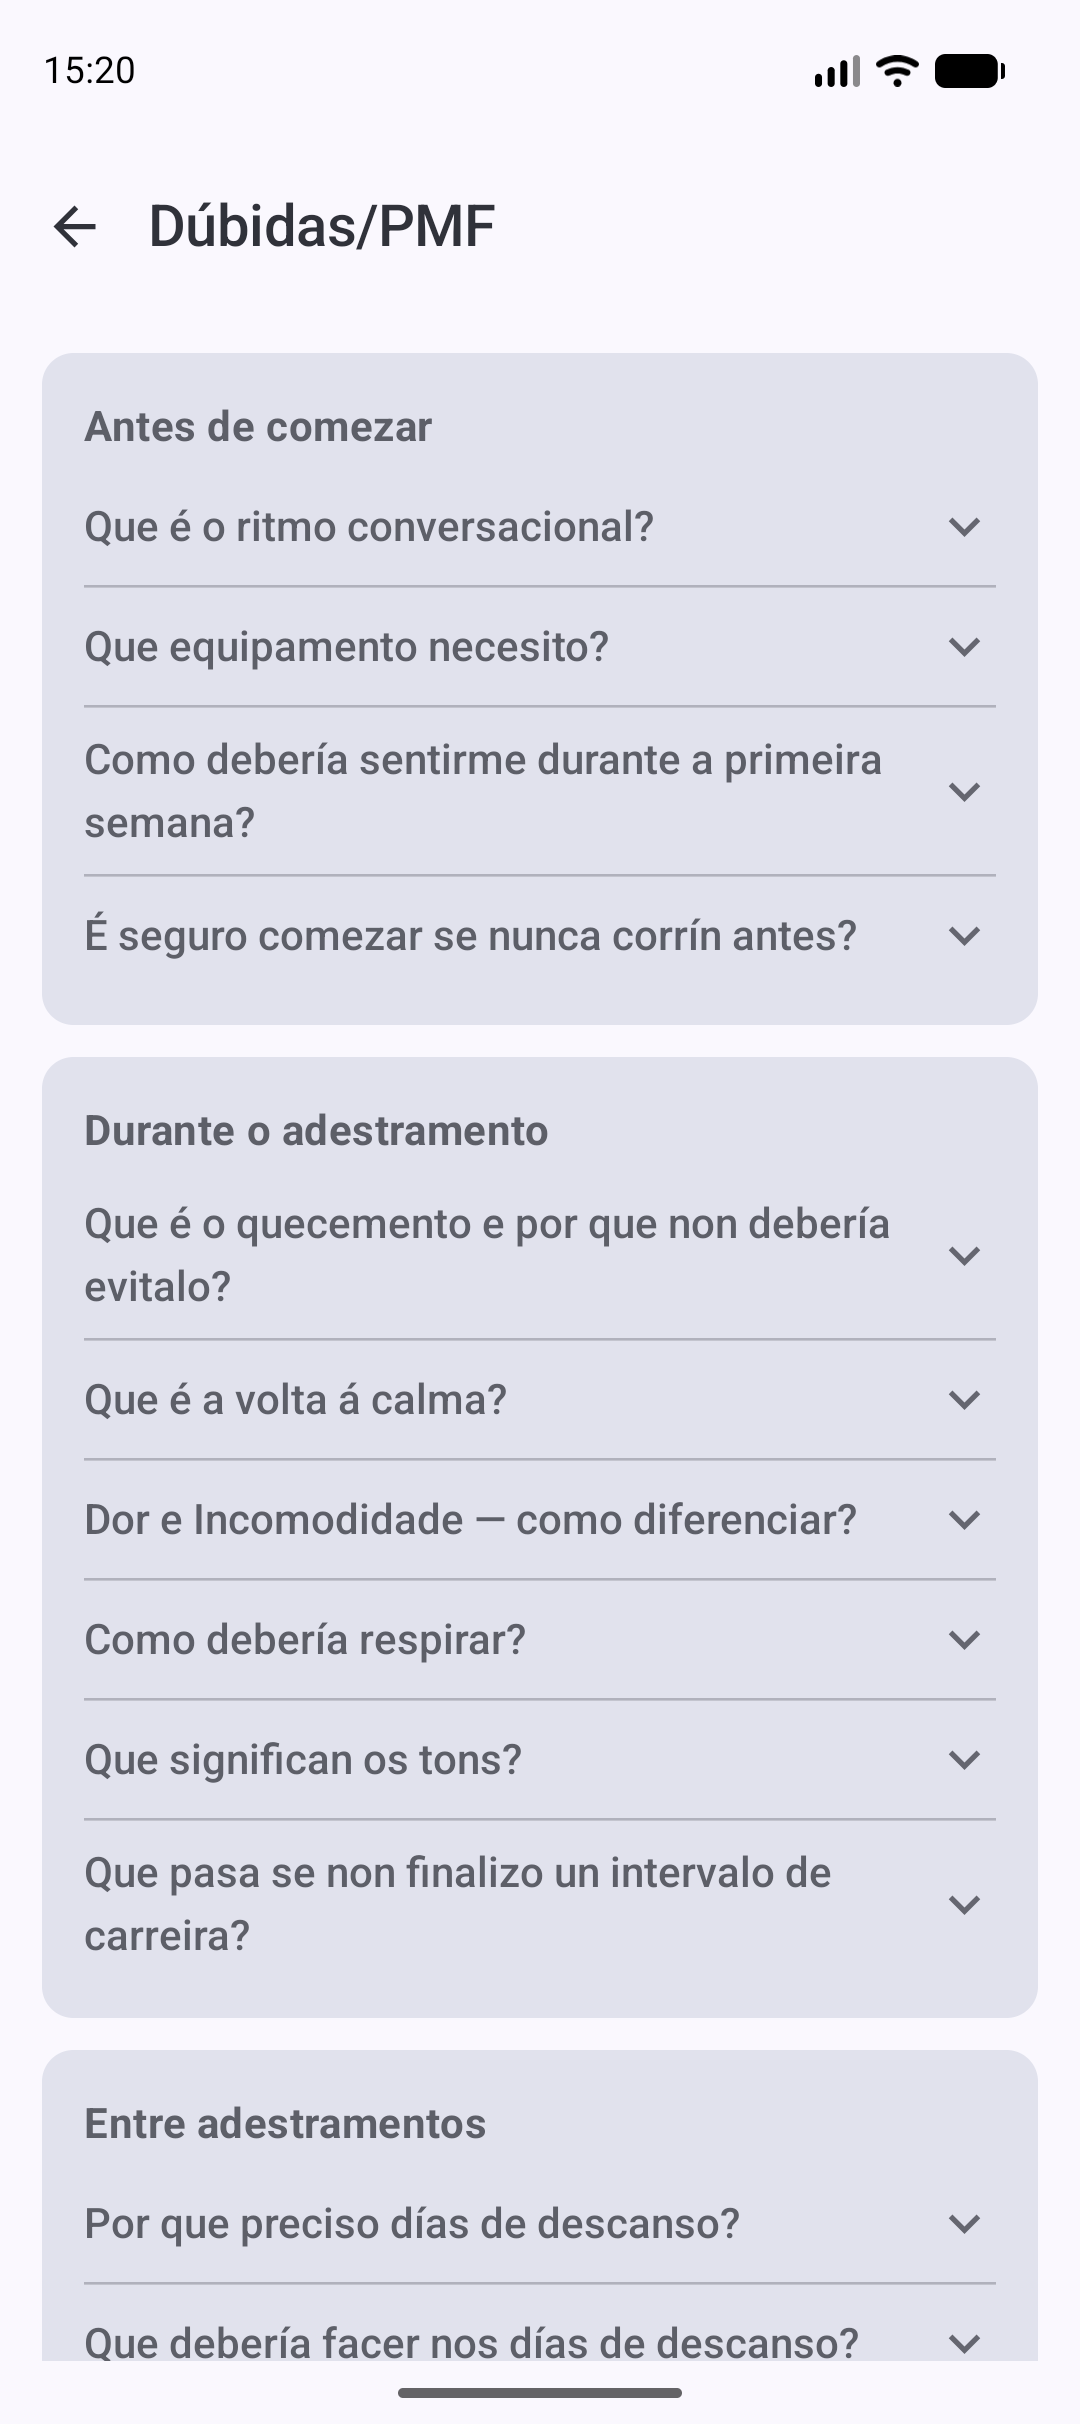 15:20
Dúbidas/PMF
Antes de comezar
Que é o ritmo conversacional?
Que equipamento necesito?
Como debería sentirme durante a primeira
semana?
É seguro comezar se nunca corrín antes?
Durante o adestramento
Que é o quecemento e por que non debería
evitalo?
Que é a volta á calma?
Dor e Incomodidade — como diferenciar?
Como debería respirar?
Que significan os tons?
Que pasa se non finalizo un intervalo de
carreira?
Entre adestramentos
Por que preciso días de descanso?
Que debería facer nos días de descanso?